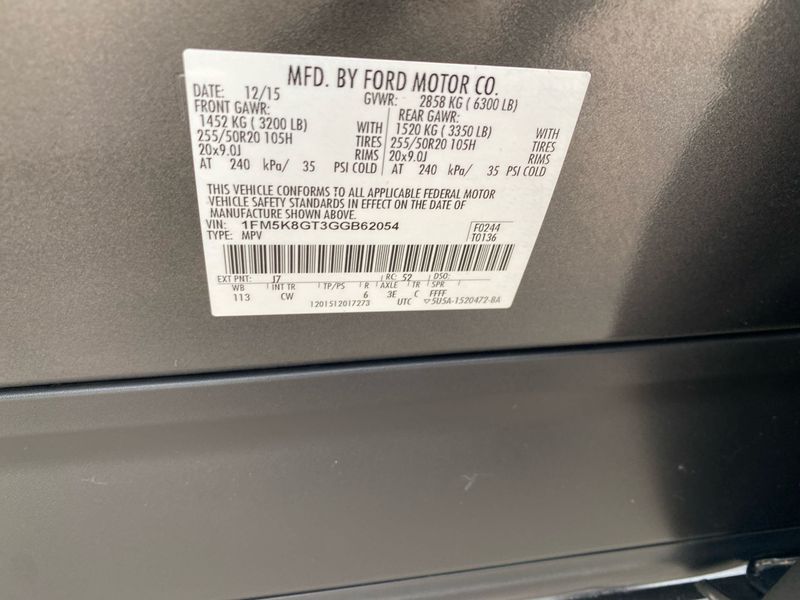 MFD. BY FORD MOTOR CO.
DATE: 12/15 GVWR: 2858 KG ( 6300 LB)
FRONT GAWR: REAR GAWR:
1452 KG ( 3200 LB) WITH 1520 KG ( 3350 LB) WITH
255/50R20 105H TIRES 255/50R20 105H TIRES
20x9.0J RIMS 20x9.0J RIMS
AT 240 kPa/ 35 PSI COLD AT 240 kPa/ 35 PSI COLD
THIS VEHICLE CONFORMS TO ALL APPLICABLE FEDERAL MOTOR
VEHICLE SAFETY STANDARDS IN EFFECT ON THE DATE OF
MANUFACTURE SHOWN ABOVE.
VIN: 1FM5K8GT3GGB62054 F0244
TYPE: MPV T0136
EXT PNT: J7 RC: 52 DSO:
WB INT TR TP/PS R AXLE TR SPR
113 CW 6 3E C FFFF
1201512017273 UTC 5U5A-1520472-BA